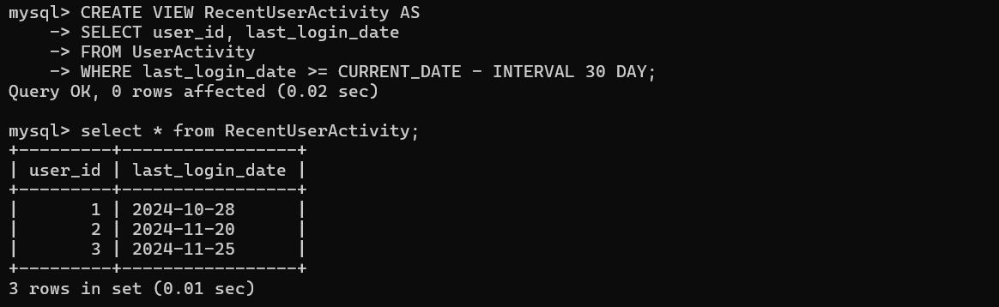 mysql> CREATE VIEW RecentUserActivity AS
    -> SELECT user_id, last_login_date
    -> FROM UserActivity
    -> WHERE last_login_date >= CURRENT_DATE - INTERVAL 30 DAY;
Query OK, 0 rows affected (0.02 sec)

mysql> select * from RecentUserActivity;
+---------+-----------------+
| user_id | last_login_date |
+---------+-----------------+
|       1 | 2024-10-28      |
|       2 | 2024-11-20      |
|       3 | 2024-11-25      |
+---------+-----------------+
3 rows in set (0.01 sec)